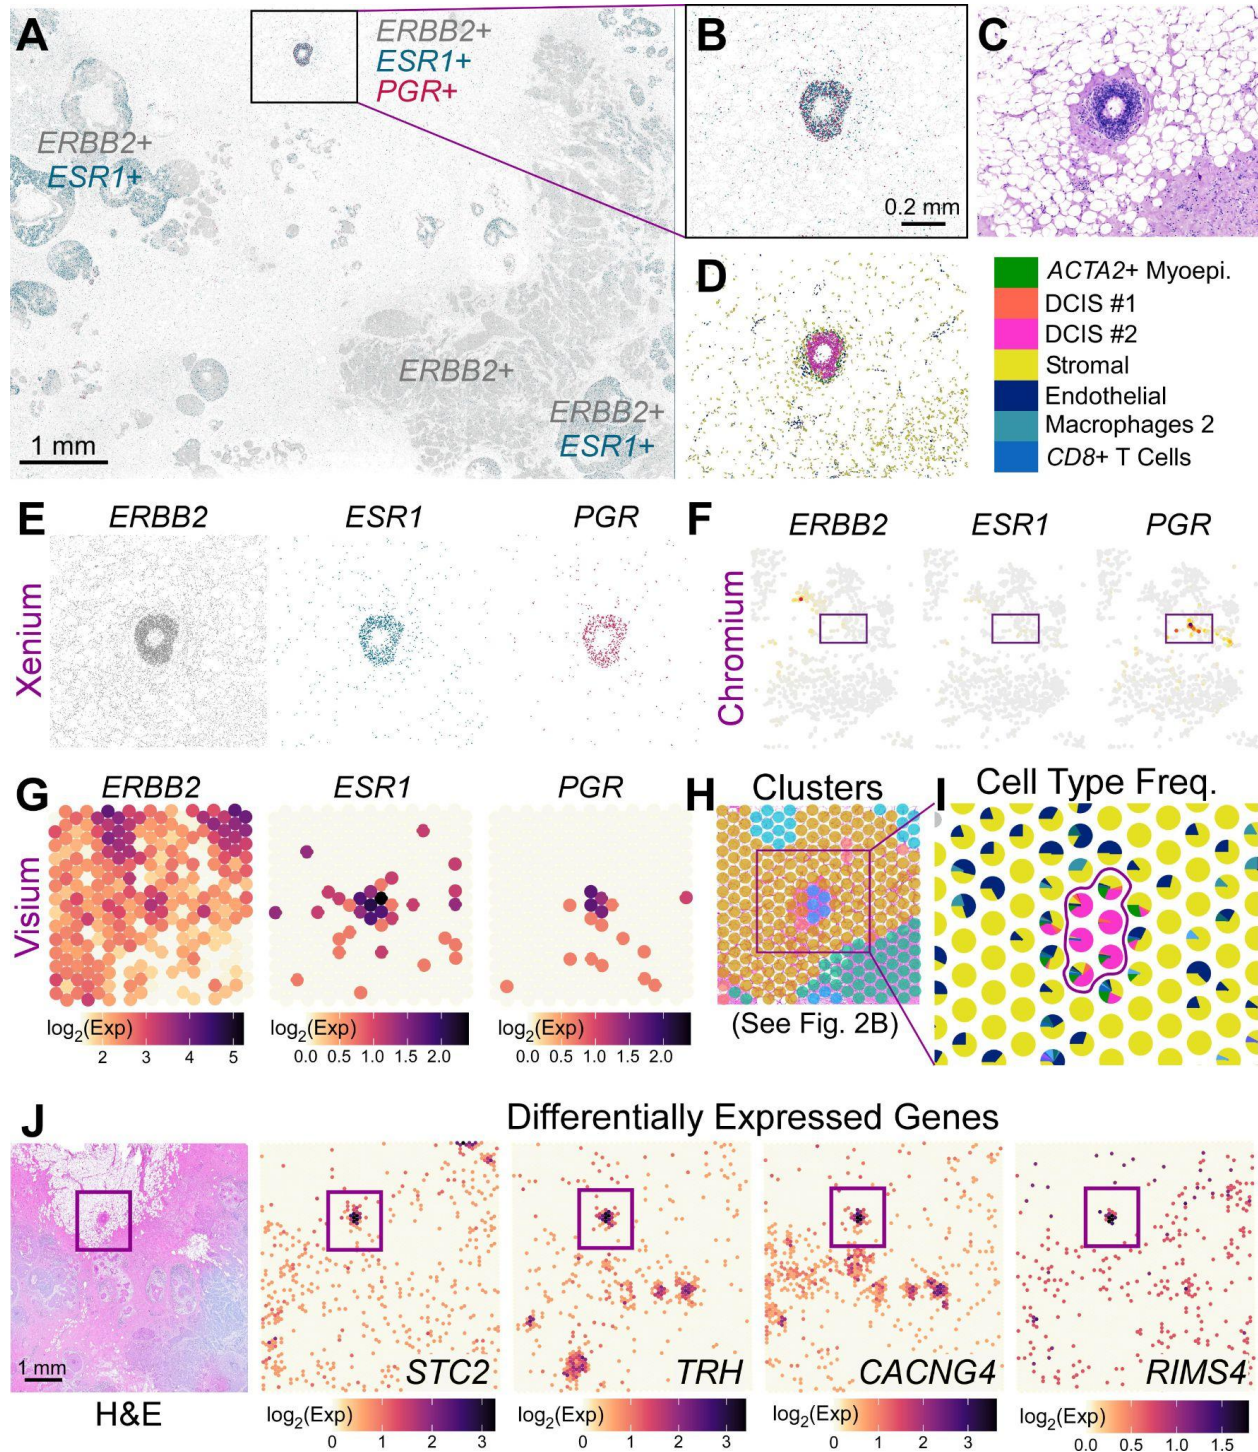 A
ERBB2+
ESR1+
PGR+
ERBB2+
ESR1+
ERBB2+
ERBB2+
ESR1+
1 mm
B
0.2 mm
C
D
ACTA2+ Myoepi.
DCIS #1
DCIS #2
Stromal
Endothelial
Macrophages 2
CD8+ T Cells
E
Xenium
ERBB2
ESR1
PGR
F
Chromium
ERBB2
ESR1
PGR
G
Visium
ERBB2
ESR1
PGR
log2(Exp)
2 3 4 5
log2(Exp)
0.0 0.5 1.0 1.5 2.0
log2(Exp)
0.0 0.5 1.0 1.5 2.0
H
Clusters
(See Fig. 2B)
I
Cell Type Freq.
J
Differentially Expressed Genes
1 mm
H&E
STC2
TRH
CACNG4
RIMS4
log2(Exp)
0 1 2 3
log2(Exp)
0 1 2 3
log2(Exp)
0 1 2 3
log2(Exp)
0.0 0.5 1.0 1.5